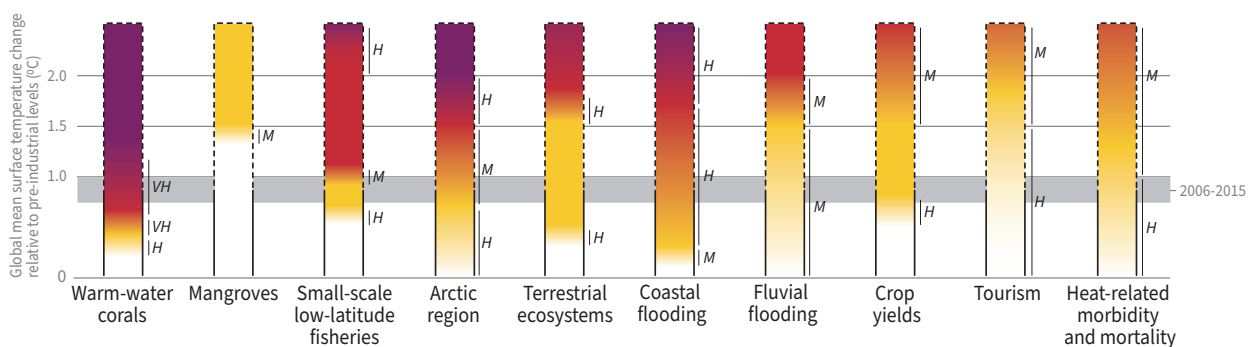 Global mean surface temperature change
relative to pre-industrial levels (ºC)
2.0
1.5
1.0
0
2006-2015
VH
VH
H
M
H
M
H
H
M
H
H
H
H
H
M
M
M
M
H
M
H
M
H
Warm-water
corals
Mangroves
Small-scale
low-latitude
fisheries
Arctic
region
Terrestrial
ecosystems
Coastal
flooding
Fluvial
flooding
Crop
yields
Tourism
Heat-related
morbidity
and mortality